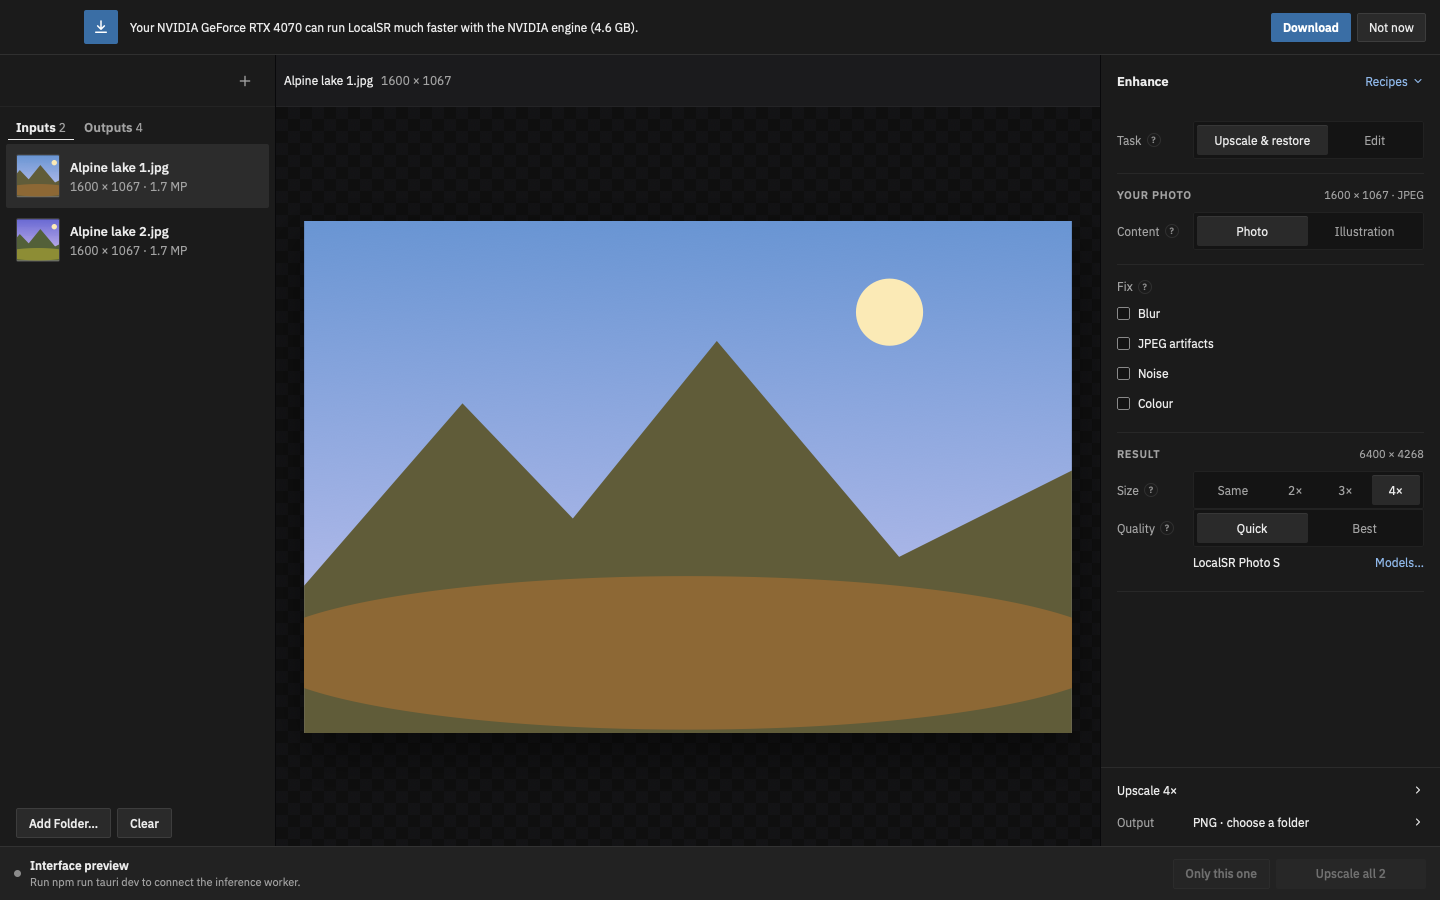 Your NVIDIA GeForce RTX 4070 can run LocalSR much faster with the NVIDIA engine (4.6 GB).
Download
Not now
Alpine lake 1.jpg 1600 × 1067
Inputs 2
Outputs 4
Alpine lake 1.jpg
1600 × 1067 · 1.7 MP
Alpine lake 2.jpg
1600 × 1067 · 1.7 MP
Add Folder...
Clear
Enhance
Recipes
Task ?
Upscale & restore
Edit
YOUR PHOTO
1600 × 1067 · JPEG
Content ?
Photo
Illustration
Fix ?
Blur
JPEG artifacts
Noise
Colour
RESULT
6400 × 4268
Size ?
Same
2×
3×
4×
Quality ?
Quick
Best
LocalSR Photo S
Models...
Upscale 4×
Output
PNG · choose a folder
Interface preview
Run npm run tauri dev to connect the inference worker.
Only this one
Upscale all 2